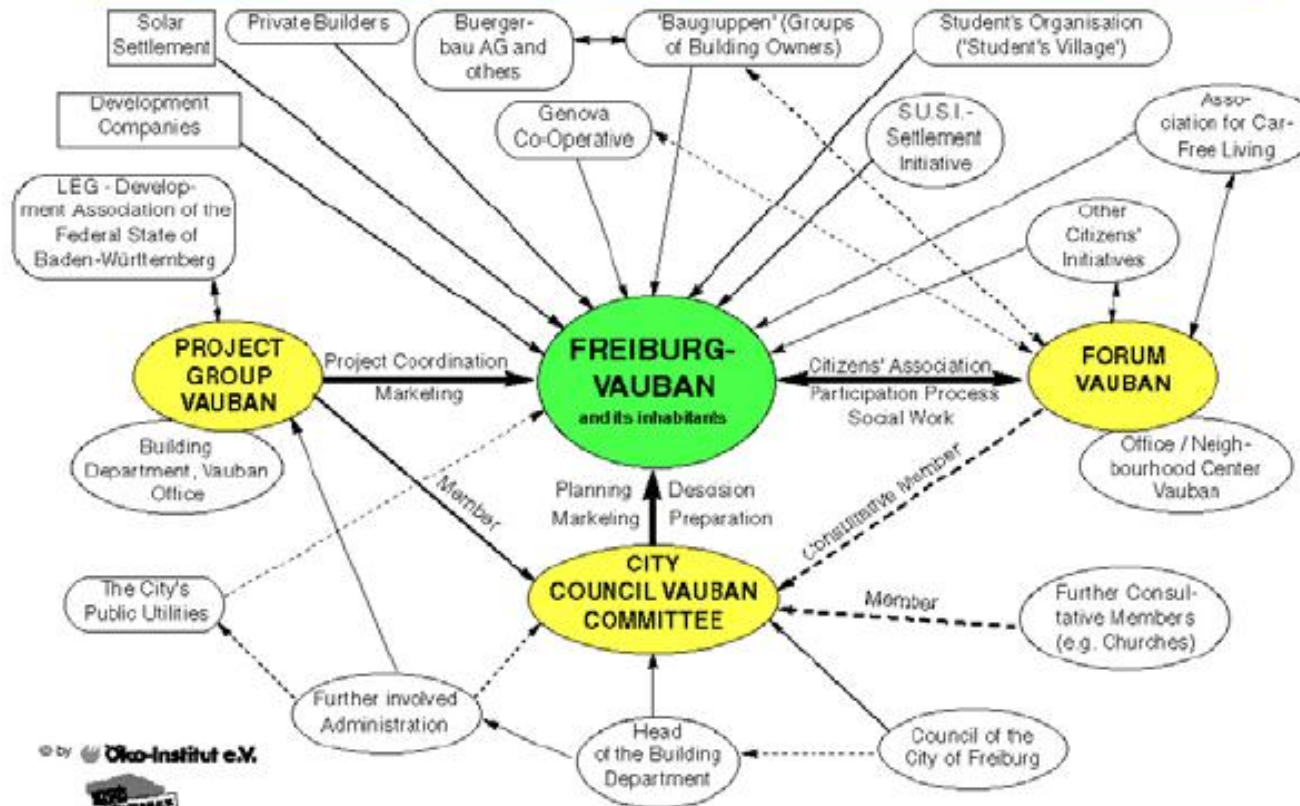 Solar
Settlement
Private Builders
Buerger-
bau AG and
others
'Baugruppen' (Groups
of Building Owners)
Student's Organisation
('Student's Village')
Development
Companies
Genova
Co-Operative
S.U.S.I.-
Settlement
Initiative
Asso-
ciation for Car-
Free Living
LEG - Develop-
ment Association of the
Federal State of
Baden-Württemberg
Other
Citizens'
Initiatives
PROJECT
GROUP
VAUBAN
Project Coordination
Marketing
FREIBURG-
VAUBAN
and its inhabitants
Citizens' Association
Participation Process
Social Work
FORUM
VAUBAN
Building
Department, Vauban
Office
Office / Neigh-
bourhood Center
Vauban
Member
Planning
Marketing
Descision
Preparation
Consultative Member
CITY
COUNCIL VAUBAN
COMMITTEE
The City's
Public Utilities
Member
Further Consul-
tative Members
(e.g. Churches)
Further involved
Administration
Head
of the Building
Department
Council of the
City of Freiburg
© by Öko-Institut e.V.